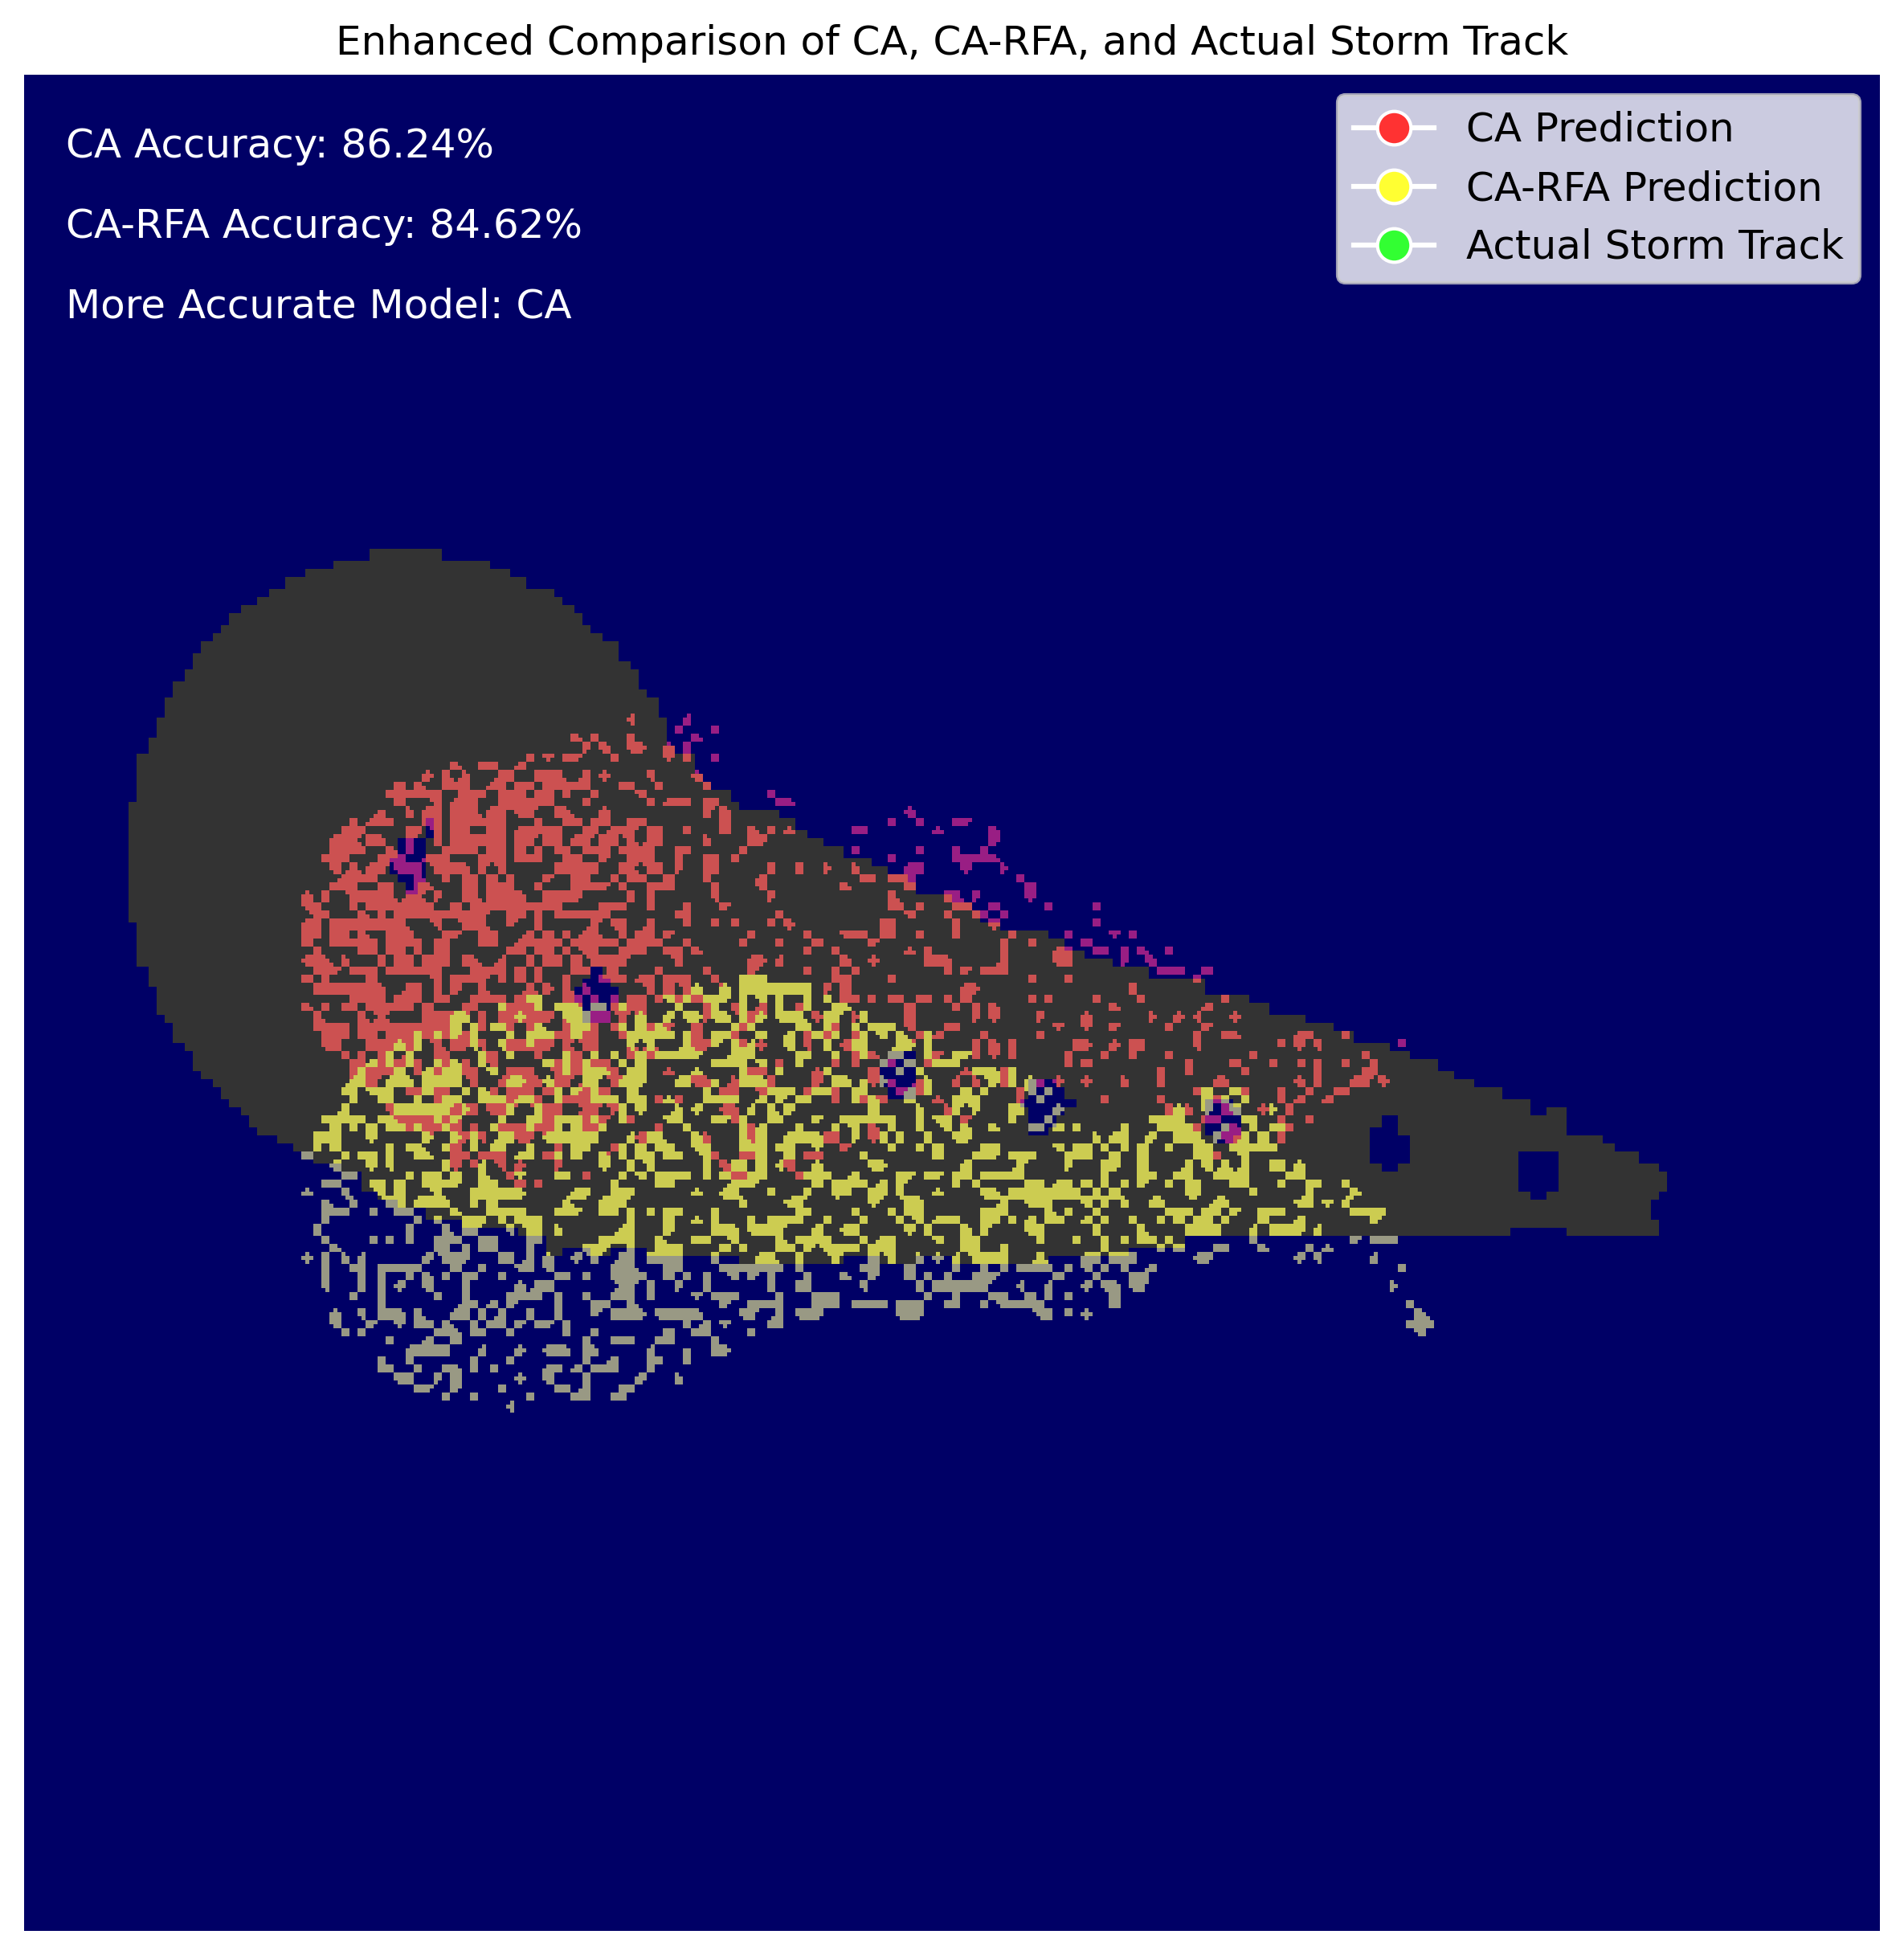 Enhanced Comparison of CA, CA-RFA, and Actual Storm Track
CA Accuracy: 86.24%
CA-RFA Accuracy: 84.62%
More Accurate Model: CA
CA Prediction
CA-RFA Prediction
Actual Storm Track